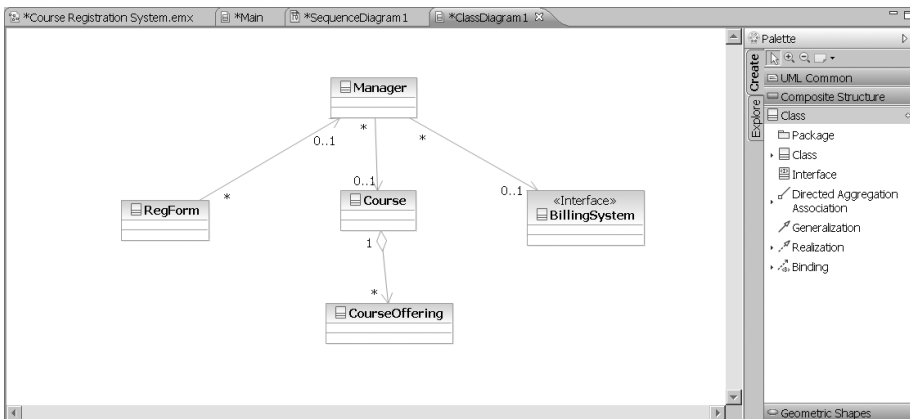 *Course Registration System.emx
*Main
*SequenceDiagram1
*ClassDiagram1
Manager
0..1
*
*
RegForm
*
0..1
Course
1
0..1
«Interface»
BillingSystem
*
CourseOffering
Palette
Create
Explore
UML Common
Composite Structure
Class
Package
Class
Interface
Directed Aggregation
Association
Generalization
Realization
Binding
Geometric Shapes